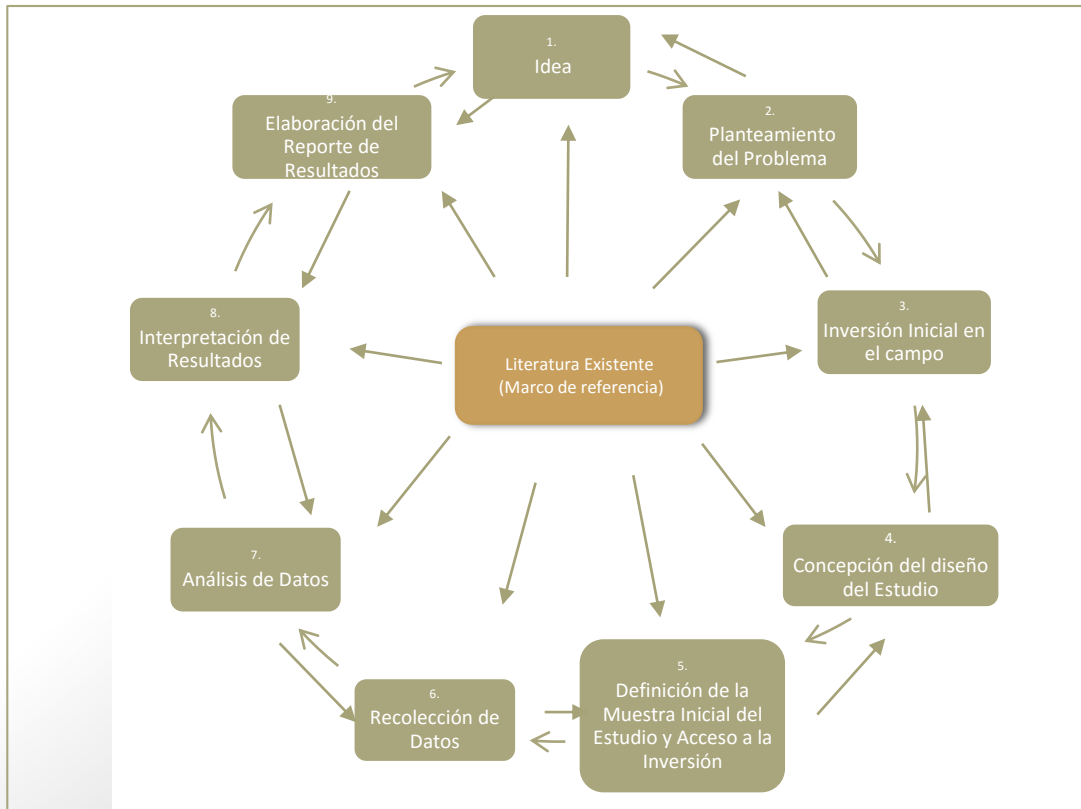 1.
Idea
2.
Planteamiento
del Problema
3.
Inversión Inicial en
el campo
4.
Concepción del diseño
del Estudio
5.
Definición de la
Muestra Inicial del
Estudio y Acceso a la
Inversión
6.
Recolección de
Datos
7.
Análisis de Datos
8.
Interpretación de
Resultados
9.
Elaboración del
Reporte de
Resultados
Literatura Existente
(Marco de referencia)